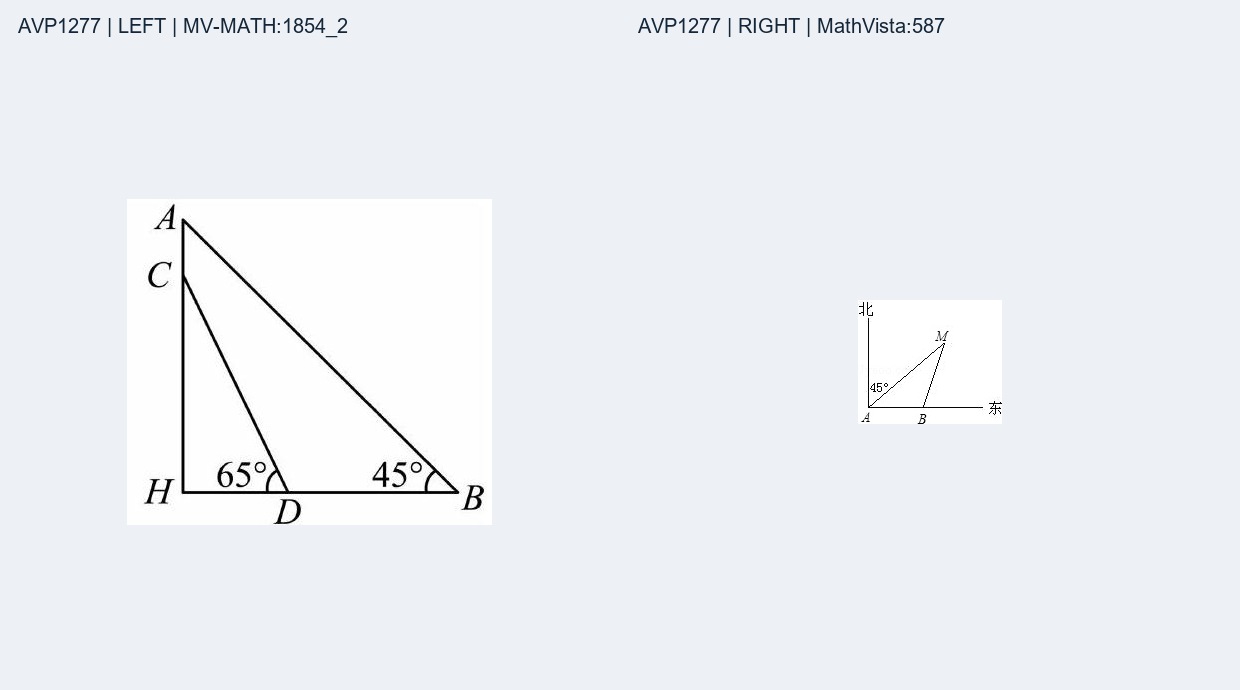 AVP1277 | LEFT | MV-MATH:1854_2
AVP1277 | RIGHT | MathVista:587
A
C
H
65°
45°
D
B
北
M
45°
东
A
B